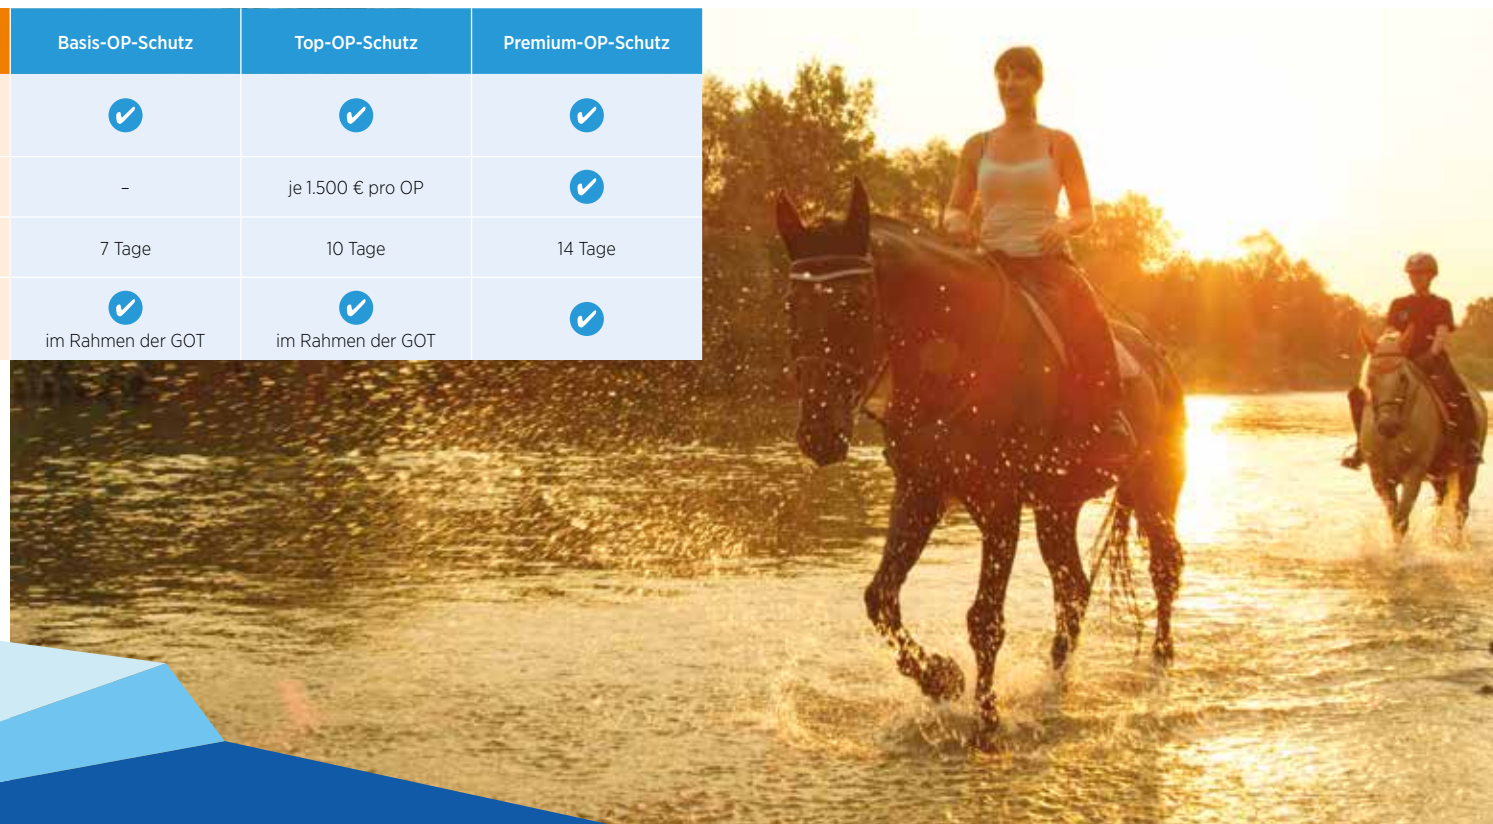 Basis-OP-Schutz Top-OP-Schutz Premium-OP-Schutz
✔ ✔ ✔
– je 1.500 € pro OP ✔
7 Tage 10 Tage 14 Tage
✔ ✔ ✔
im Rahmen der GOT im Rahmen der GOT